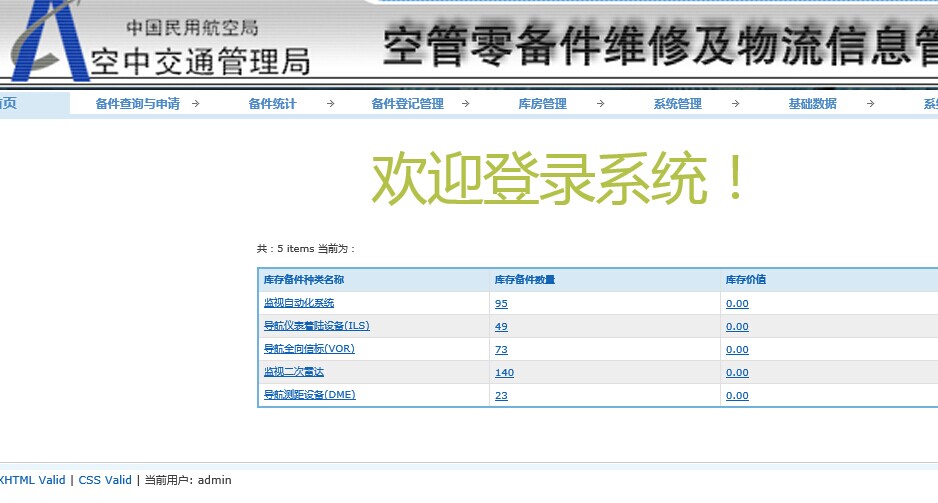 中国民用航空局
空中交通管理局
空管零备件维修及物流信息管
首页 备件查询与申请 备件统计 备件登记管理 库房管理 系统管理 基础数据 系
欢迎登录系统！
共：5 items 当前为：
库存备件种类名称 库存备件数量 库存价值
监视自动化系统 95 0.00
导航仪表着陆设备(ILS) 49 0.00
导航全向信标(VOR) 73 0.00
监视二次雷达 140 0.00
导航测距设备(DME) 23 0.00
XHTML Valid | CSS Valid | 当前用户: admin